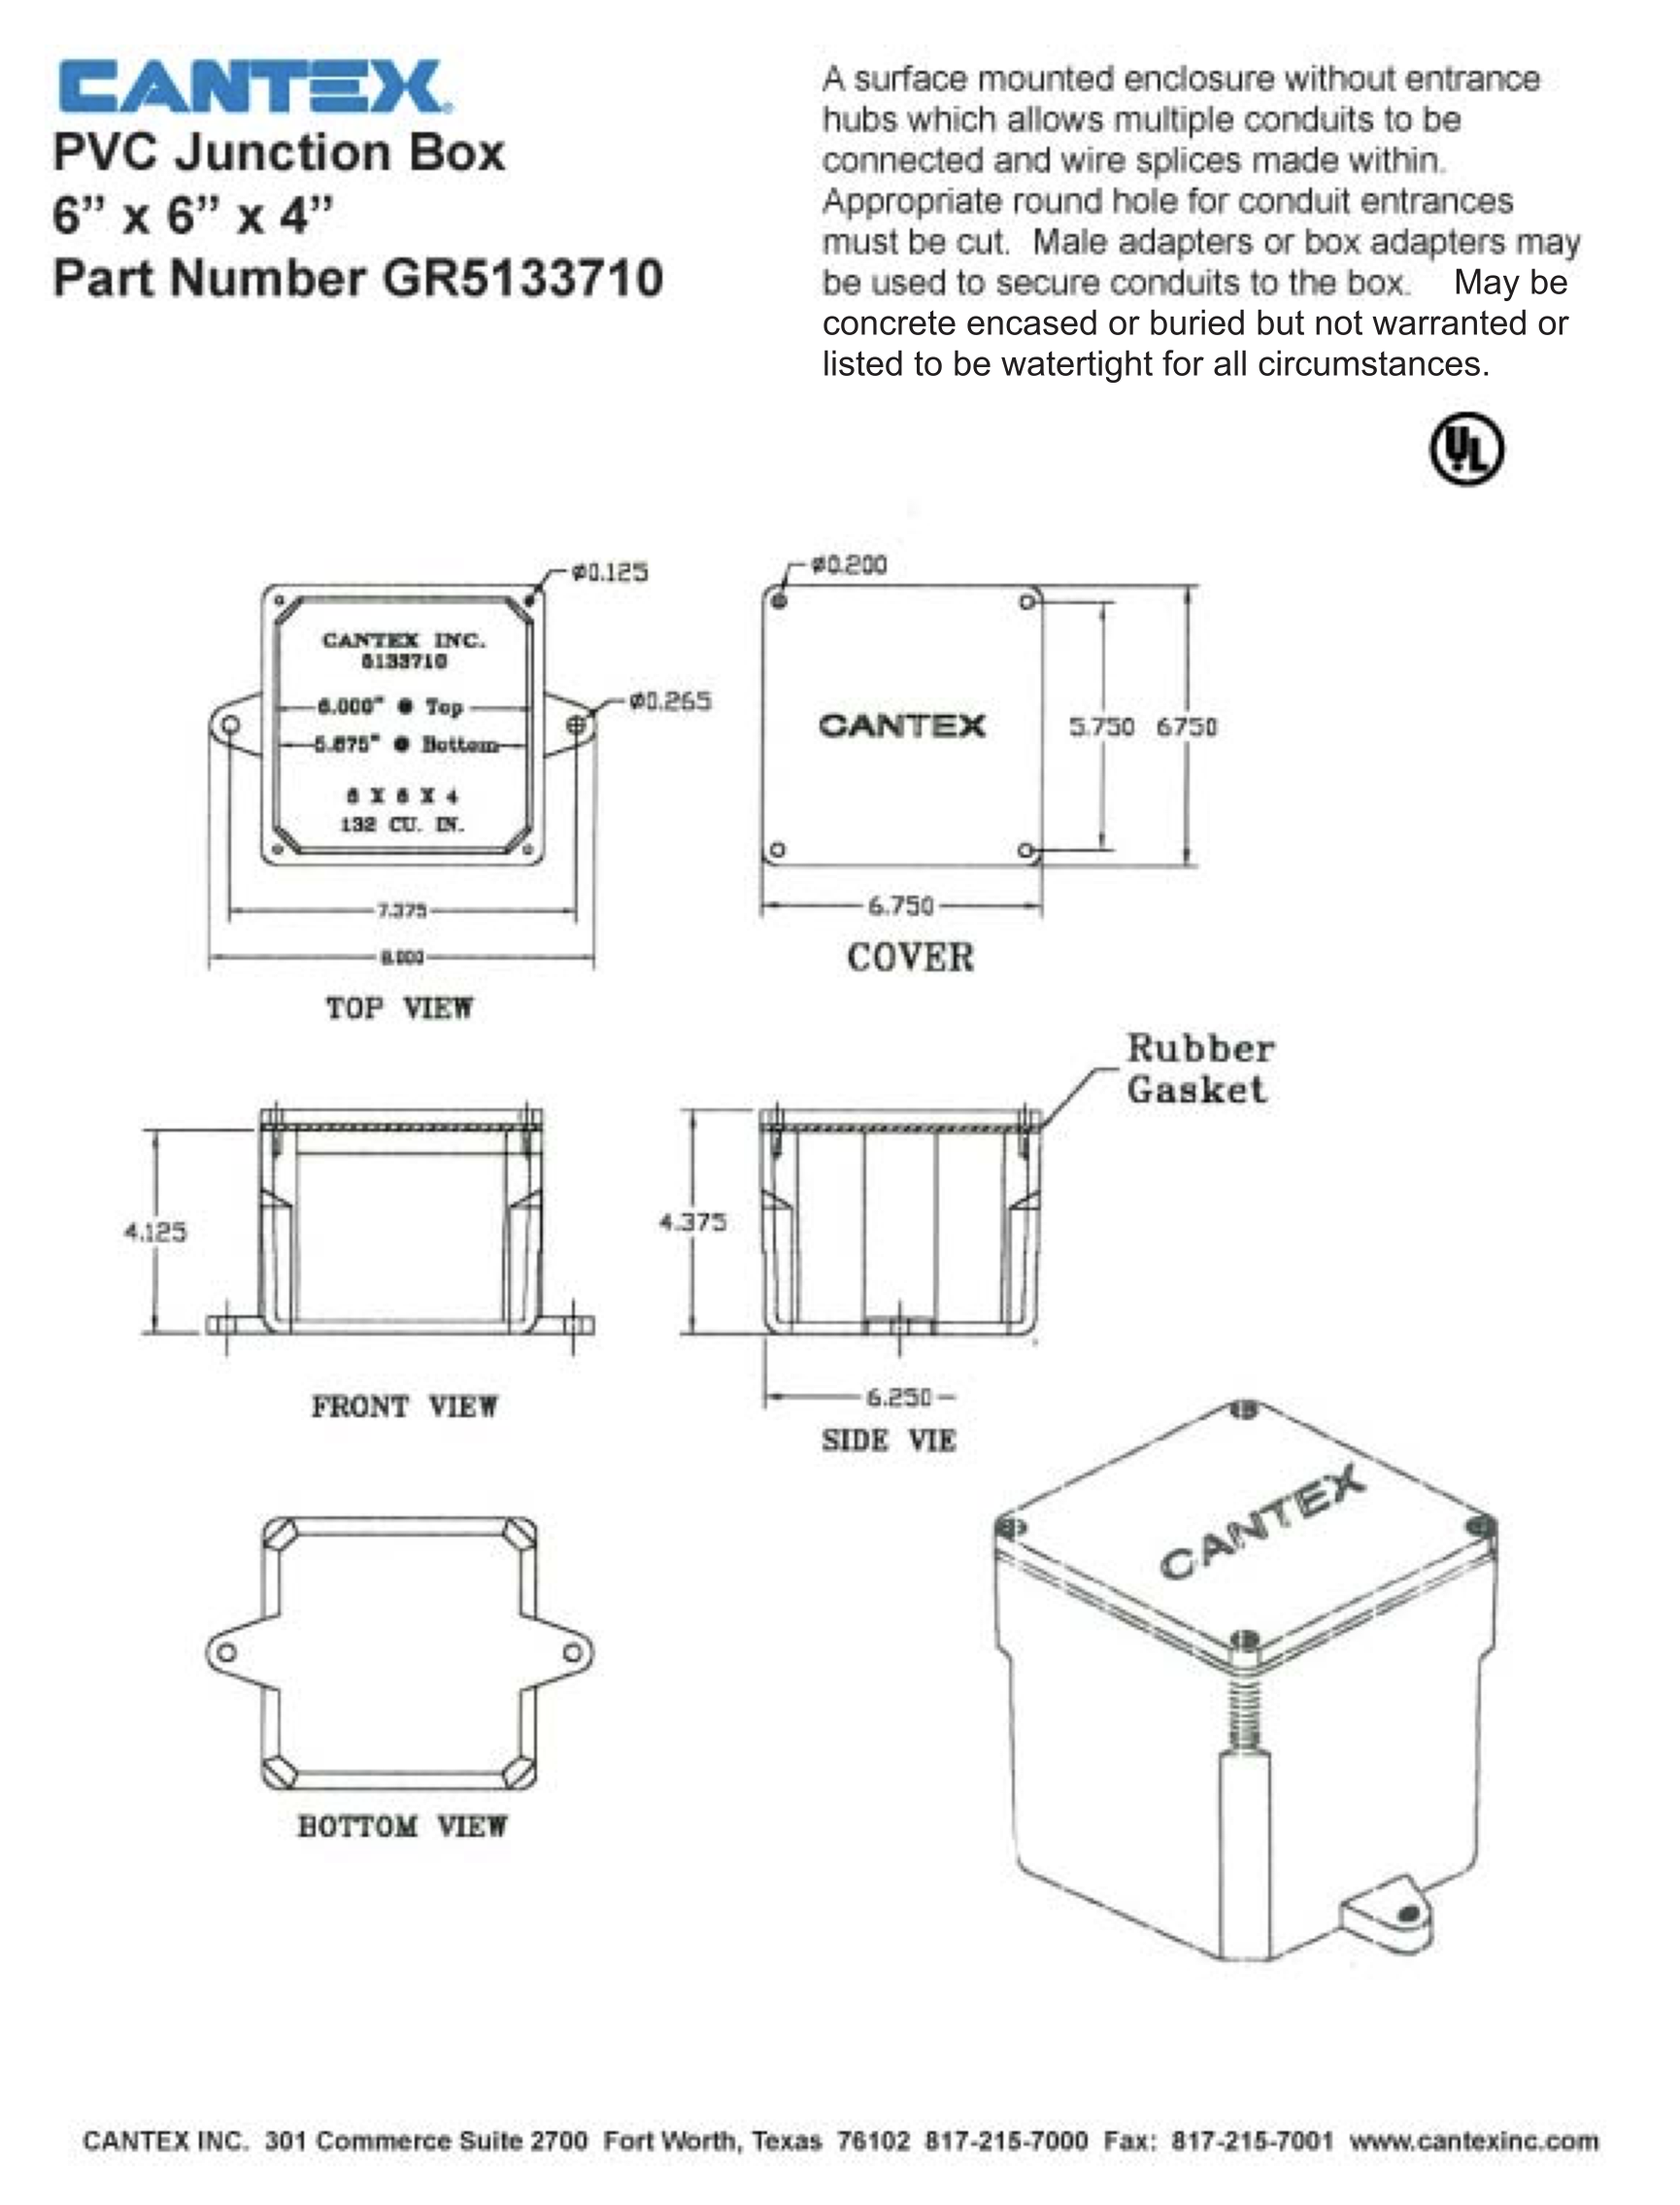 CANTEX®
PVC Junction Box
6” x 6” x 4”
Part Number GR5133710
A surface mounted enclosure without entrance
hubs which allows multiple conduits to be
connected and wire splices made within.
Appropriate round hole for conduit entrances
must be cut. Male adapters or box adapters may
be used to secure conduits to the box. May be
concrete encased or buried but not warranted or
listed to be watertight for all circumstances.
UL
ø0.125
CANTEX INC.
5133710
ø0.265
6.000" @ Top
5.875" @ Bottom
6 X 6 X 4
132 CU. IN.
7.375
8.000
TOP VIEW
ø0.200
CANTEX
5.750 6750
6.750
COVER
Rubber
Gasket
4.125
FRONT VIEW
4.375
6.250
SIDE VIE
BOTTOM VIEW
CANTEX
CANTEX INC. 301 Commerce Suite 2700 Fort Worth, Texas 76102 817-215-7000 Fax: 817-215-7001 www.cantexinc.com